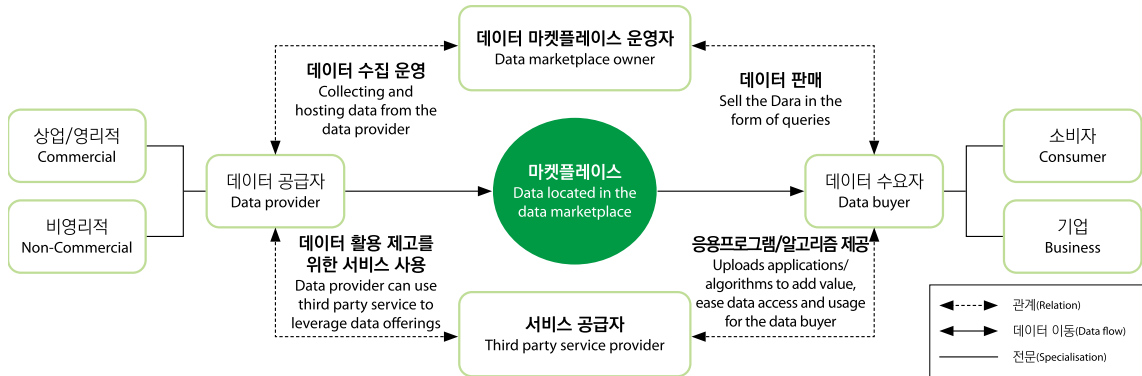 데이터 마켓플레이스 운영자
Data marketplace owner
데이터 수집 운영
Collecting and
hosting data from the
data provider
데이터 판매
Sell the Dara in the
form of queries
상업/영리적
Commercial
비영리적
Non-Commercial
데이터 공급자
Data provider
마켓플레이스
Data located in the
data marketplace
데이터 수요자
Data buyer
소비자
Consumer
기업
Business
데이터 활용 제고를
위한 서비스 사용
Data provider can use
third party service to
leverage data offerings
응용프로그램/알고리즘 제공
Uploads applications/
algorithms to add value,
ease data access and usage
for the data buyer
서비스 공급자
Third party service provider
관계(Relation)
데이터 이동(Data flow)
전문(Specialisation)